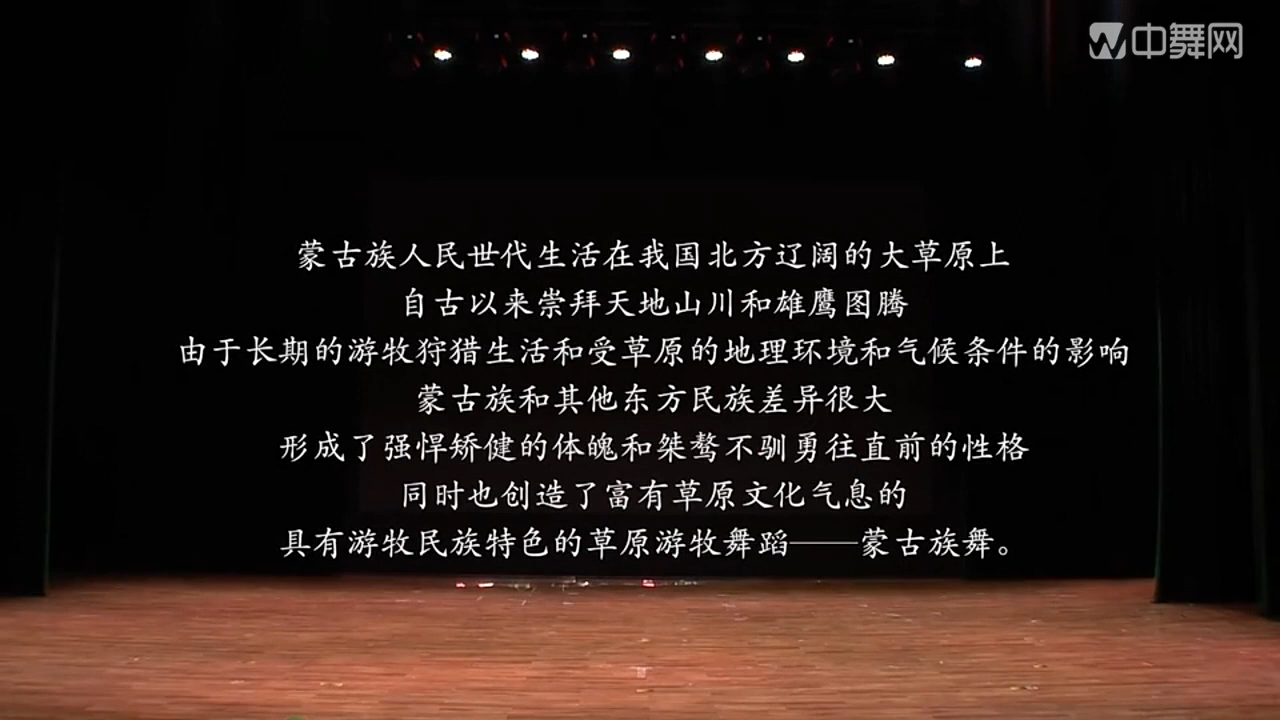 中舞网
蒙古族人民世代生活在我国北方辽阔的大草原上
自古以来崇拜天地山川和雄鹰图腾
由于长期的游牧狩猎生活和受草原的地理环境和气候条件的影响
蒙古族和其他东方民族差异很大
形成了强悍矫健的体魄和桀骜不驯勇往直前的性格
同时也创造了富有草原文化气息的
具有游牧民族特色的草原游牧舞蹈——蒙古族舞。